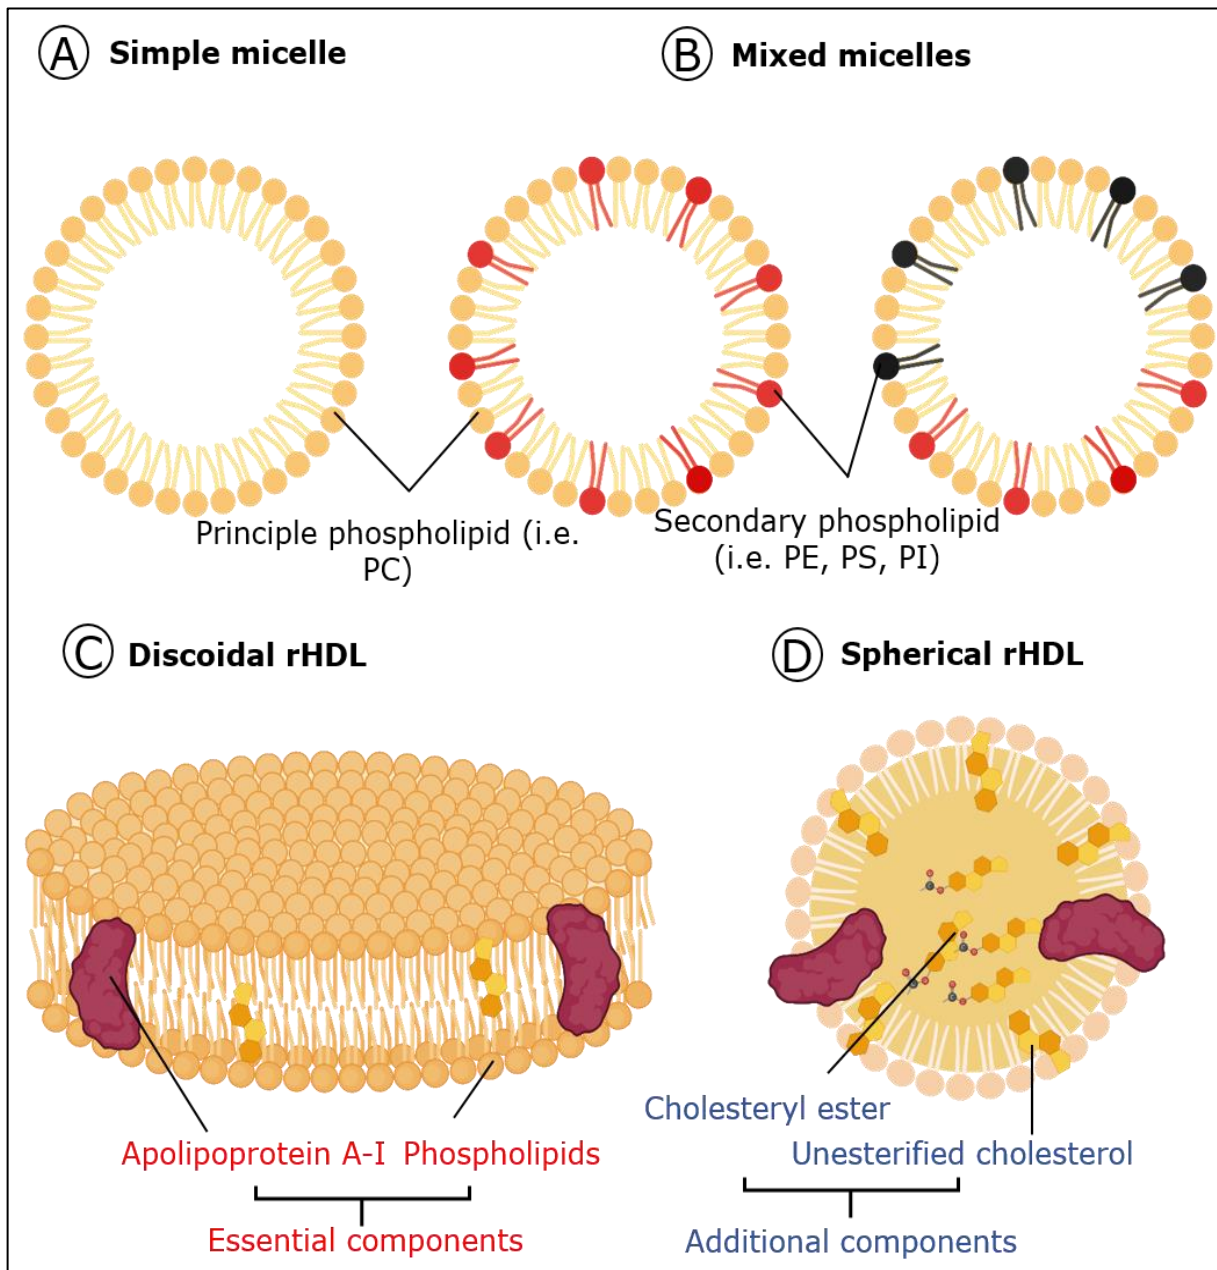 A Simple micelle
B Mixed micelles
Principle phospholipid (i.e.
PC)
Secondary phospholipid
(i.e. PE, PS, PI)
C Discoidal rHDL
D Spherical rHDL
Cholesteryl ester
Apolipoprotein A-I Phospholipids
Unesterified cholesterol
Essential components
Additional components